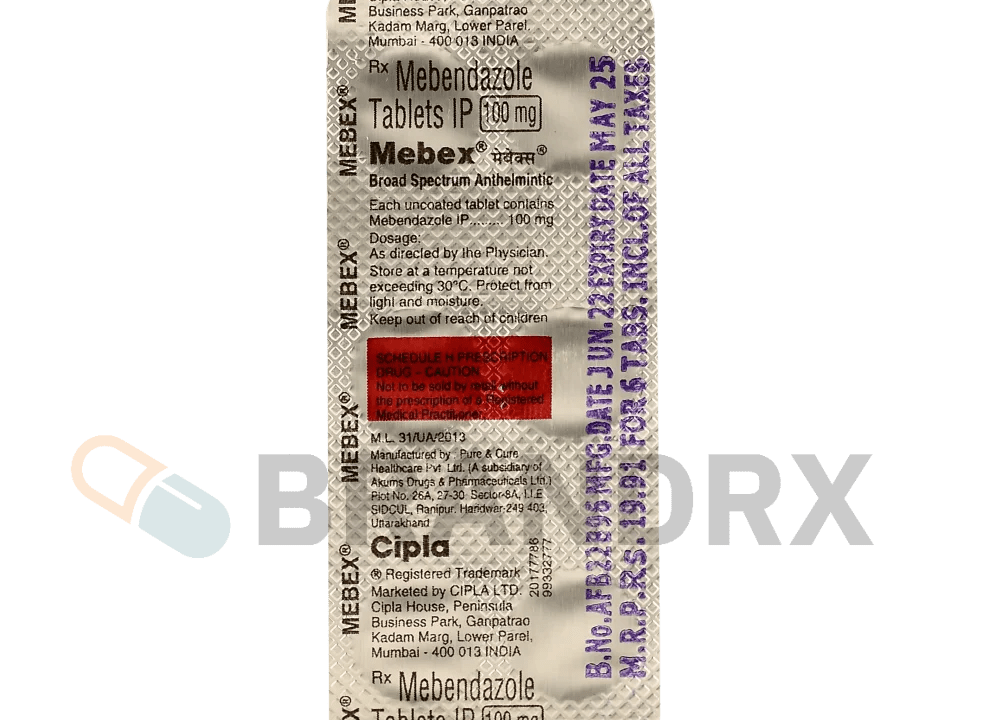 Business Park, Ganpatrao
Kadam Marg, Lower Parel,
Mumbai - 400 013 INDIA
Rx Mebendazole
Tablets IP 100 mg
Mebex® मेबेक्स®
Broad Spectrum Anthelmintic
Each uncoated tablet contains
Mebendazole IP......... 100 mg
Dosage:
As directed by the Physician.
Store at a temperature not
exceeding 30°C. Protect from
light and moisture.
Keep out of reach of children
SCHEDULE H PRESCRIPTION
DRUG - CAUTION
Not to be sold by retail without
the prescription of a Registered
Medical Practitioner
M.L. 31/UA/2013
Manufactured by : Pure & Cure
Healthcare Pvt. Ltd. (A subsidiary of
Akums Drugs & Pharmaceuticals Ltd.)
Plot No. 26A, 27-30, Sector-8A, I.I.E.
SIDCUL, Ranipur, Haridwar-249 403,
Uttarakhand
Cipla
® Registered Trademark
Marketed by CIPLA LTD.
Cipla House, Peninsula
Business Park, Ganpatrao
Kadam Marg, Lower Parel,
Mumbai - 400 013 INDIA
20177786
99332777
Rx Mebendazole
Tablets IP 100 mg
MEBEX®
MEBEX®
MEBEX®
MEBEX®
B.No.AFB22B96 MFG.DATE JUN.22 EXPIRY DATE MAY 25
M.R.P.Rs.19.91 FOR 6 TABS.INCL.OF ALL TAXES